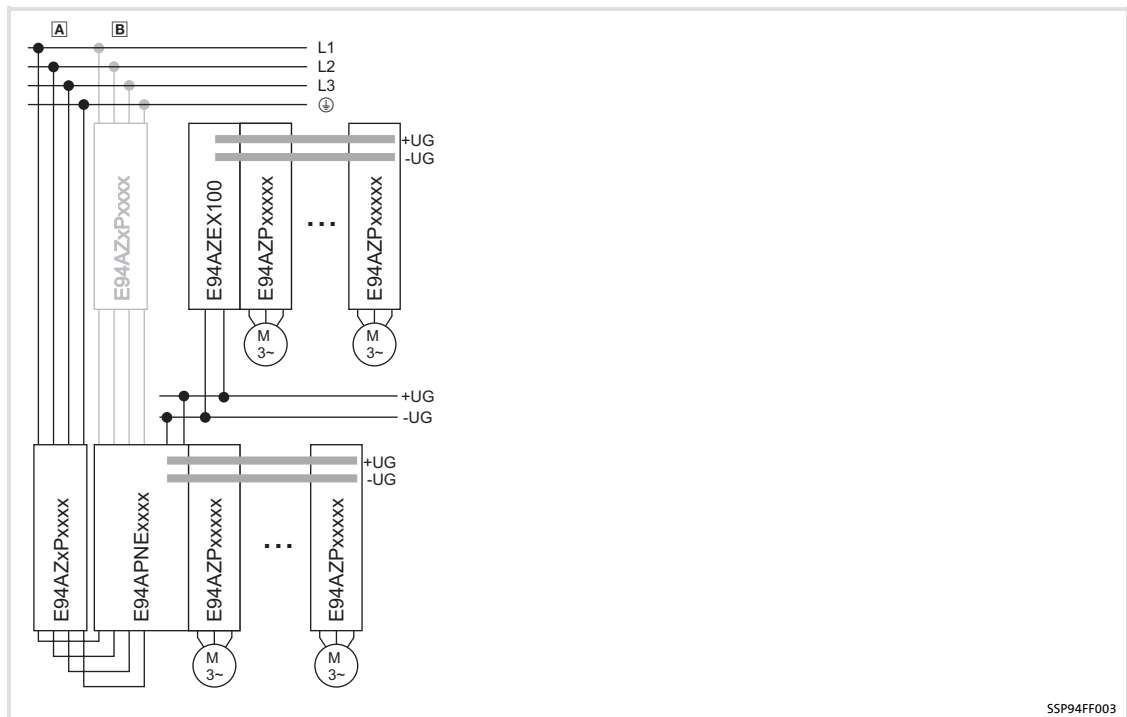 A B
L1
L2
L3
+UG
-UG
E94AZxPxxxx
E94AZEX100
E94AZPxxxxx
...
E94AZPxxxxx
M
3~
M
3~
+UG
-UG
+UG
-UG
E94AZxPxxxx
E94APNExxxx
E94AZPxxxxx
...
E94AZPxxxxx
M
3~
M
3~
SSP94FF003